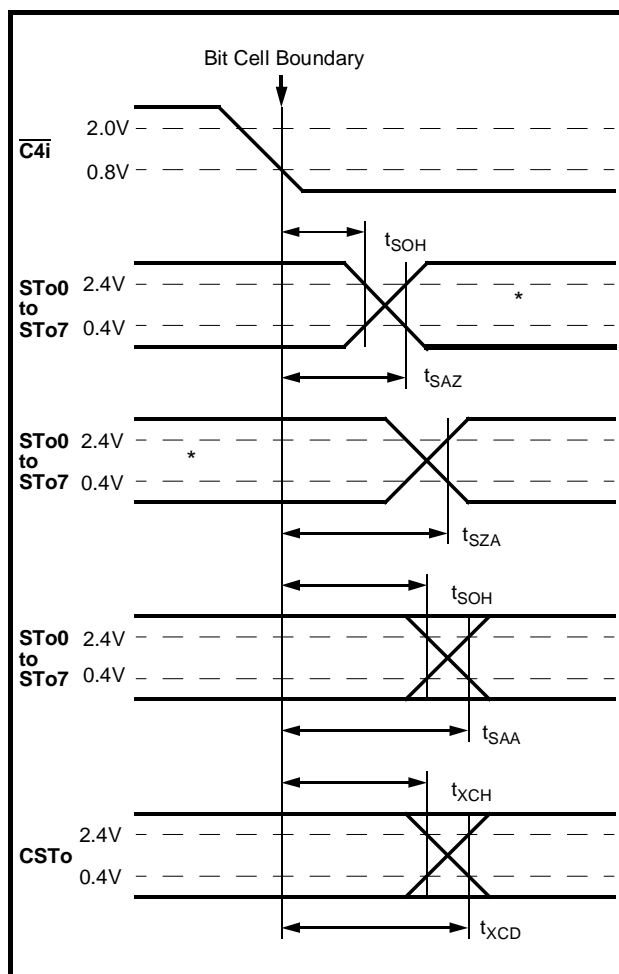 Bit Cell Boundary
C4i
2.0V
0.8V
tSOH
STo0
to
STo7
2.4V
0.4V
*
tSAZ
STo0
to
STo7
2.4V
0.4V
*
tSZA
tSOH
STo0
to
STo7
2.4V
0.4V
tSAA
tXCH
CSTo
2.4V
0.4V
tXCD